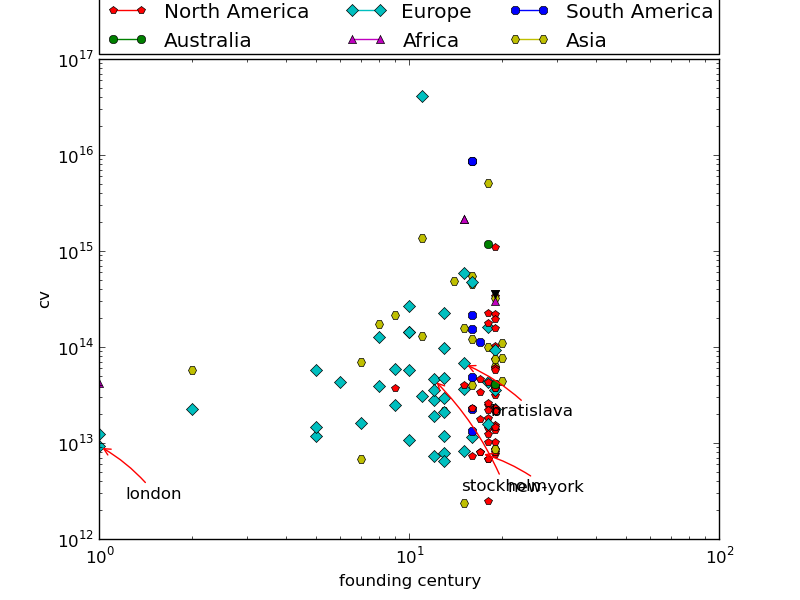 North America Europe South America
Australia Africa Asia
10^17
10^16
10^15
10^14
10^13
10^12
cv
bratislava
stockholm
new-york
london
10^0 10^1 10^2
founding century